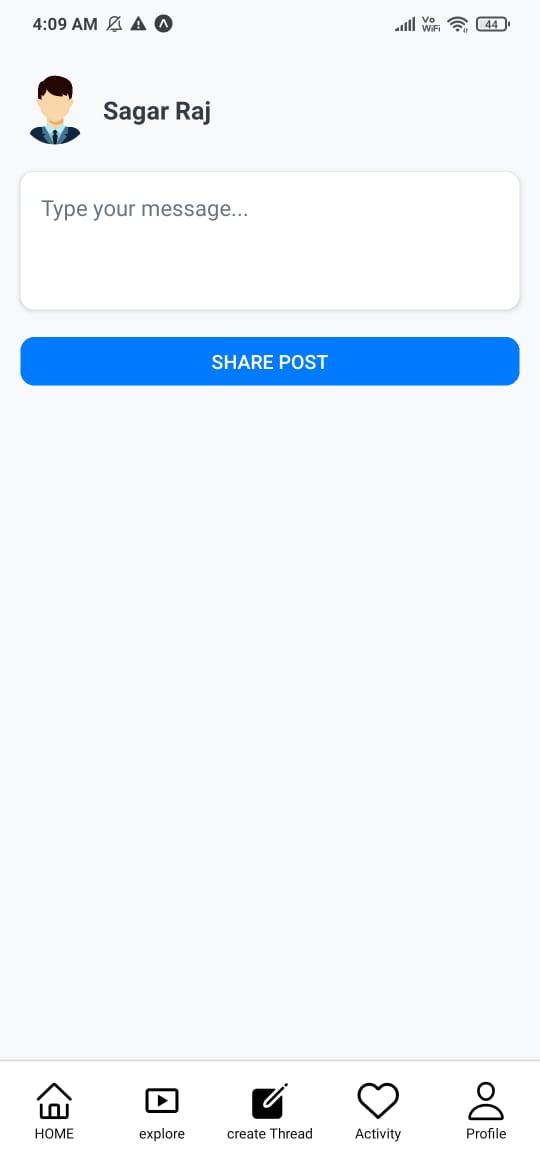 4:09 AM
Vo
WiFi
44
Sagar Raj
Type your message...
SHARE POST
HOME
explore
create Thread
Activity
Profile